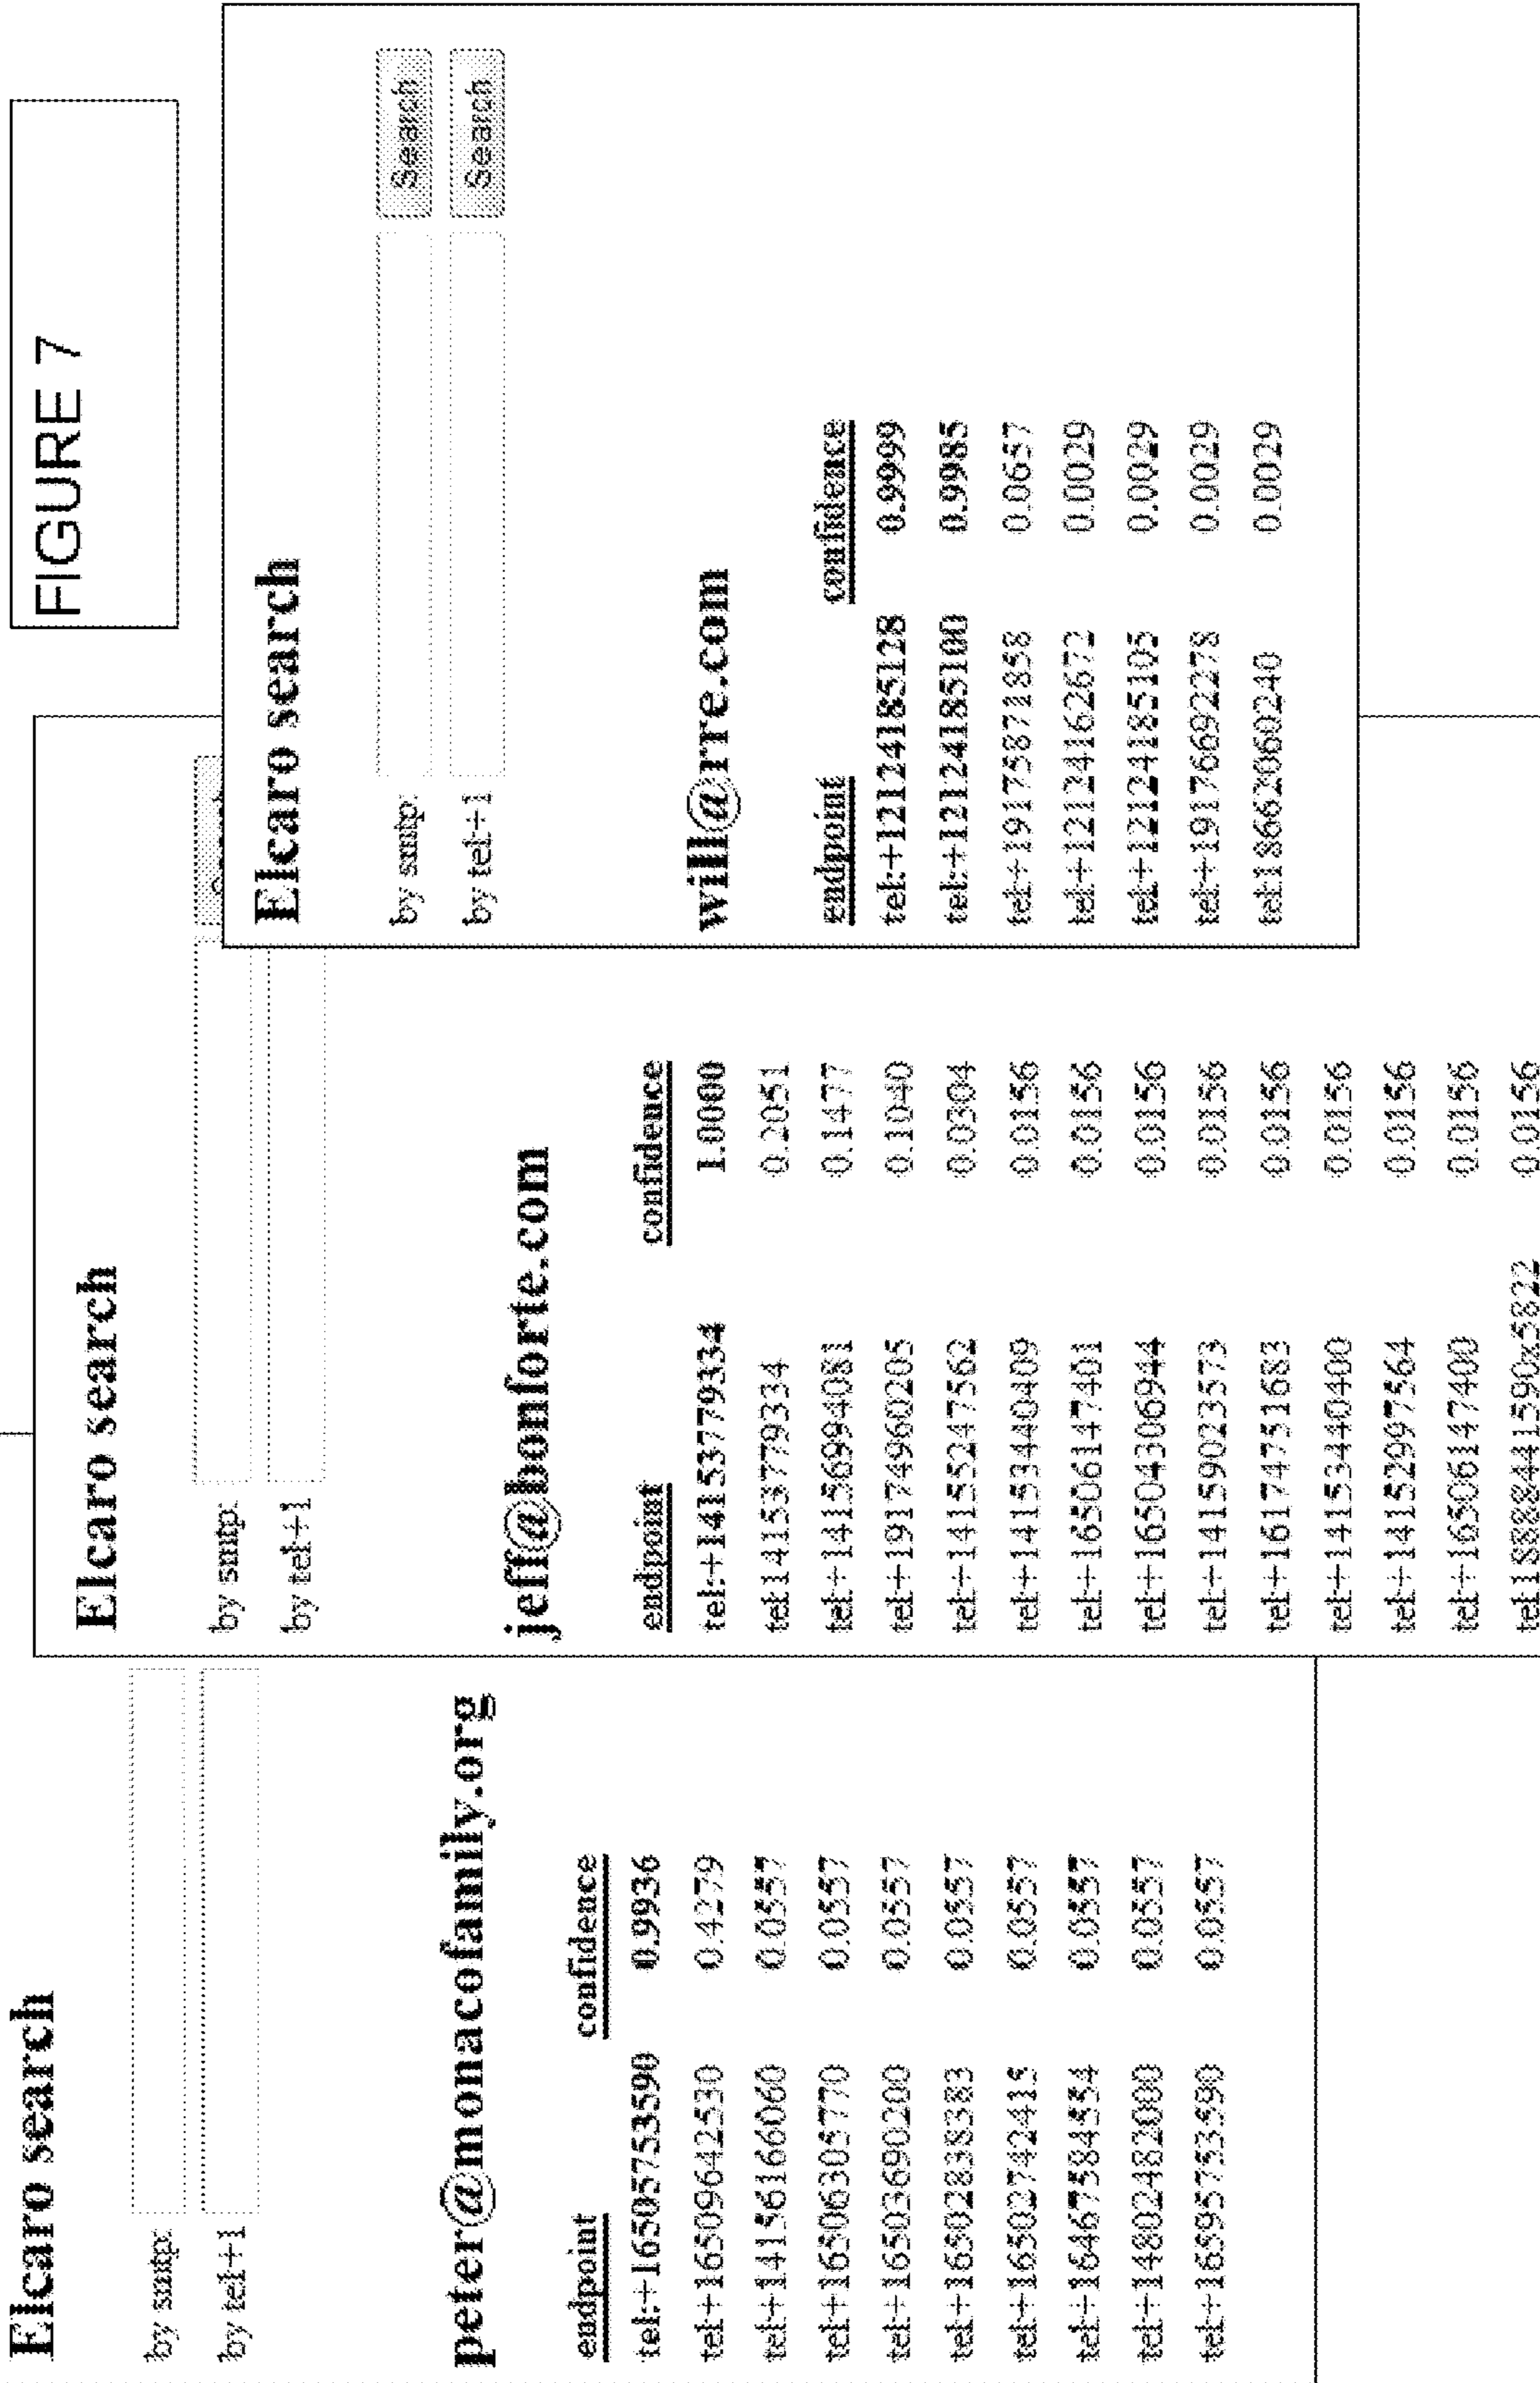 FIGURE 7
Elcaro search
by smtp:
by tel:+1
peter@monacofamily.org
endpoint confidence
tel:+16505753590 0.9936
tel:+16509642530 0.4279
tel:+14156166060 0.0557
tel:+16506305770 0.0557
tel:+16503690200 0.0557
tel:+16502838383 0.0557
tel:+16502742415 0.0557
tel:+16467584554 0.0557
tel:+14802482000 0.0557
tel:+16595753590 0.0557
Elcaro search
by smtp:
by tel:+1
jeff@bonforte.com
endpoint confidence
tel:+14153779334 1.0000
tel:14153779334 0.2051
tel:+14156994081 0.1477
tel:+19174960205 0.1040
tel:+14155247562 0.0304
tel:+14153440409 0.0156
tel:+16506147401 0.0156
tel:+16504306944 0.0156
tel:+14159023573 0.0156
tel:+16174751683 0.0156
tel:+14153440400 0.0156
tel:+14152997564 0.0156
tel:+16506147400 0.0156
tel:18888441590x5822 0.0156
Elcaro search
by smtp: Search
by tel:+1 Search
will@rre.com
endpoint confidence
tel:+12124185128 0.9999
tel:+12124185100 0.9985
tel:+19175871858 0.0657
tel:+12124162672 0.0029
tel:+12124185105 0.0029
tel:+19176692278 0.0029
tel:18662060240 0.0029